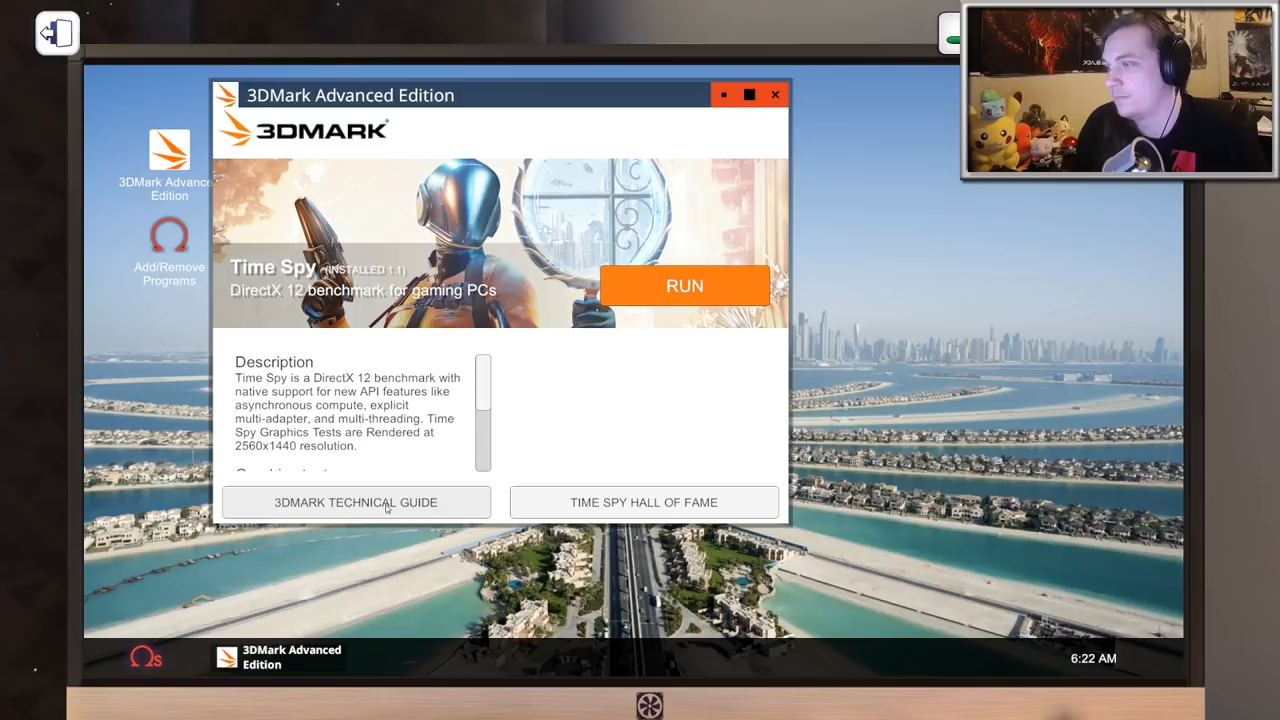 3DMark Advanced Edition
3DMARK
Time Spy (INSTALLED 1.1)
DirectX 12 benchmark for gaming PCs
RUN
Description
Time Spy is a DirectX 12 benchmark with
native support for new API features like
asynchronous compute, explicit
multi-adapter, and multi-threading. Time
Spy Graphics Tests are Rendered at
2560x1440 resolution.
3DMARK TECHNICAL GUIDE
TIME SPY HALL OF FAME
3DMark Advance
Edition
Add/Remove
Programs
Ωs
3DMark Advanced
Edition
6:22 AM